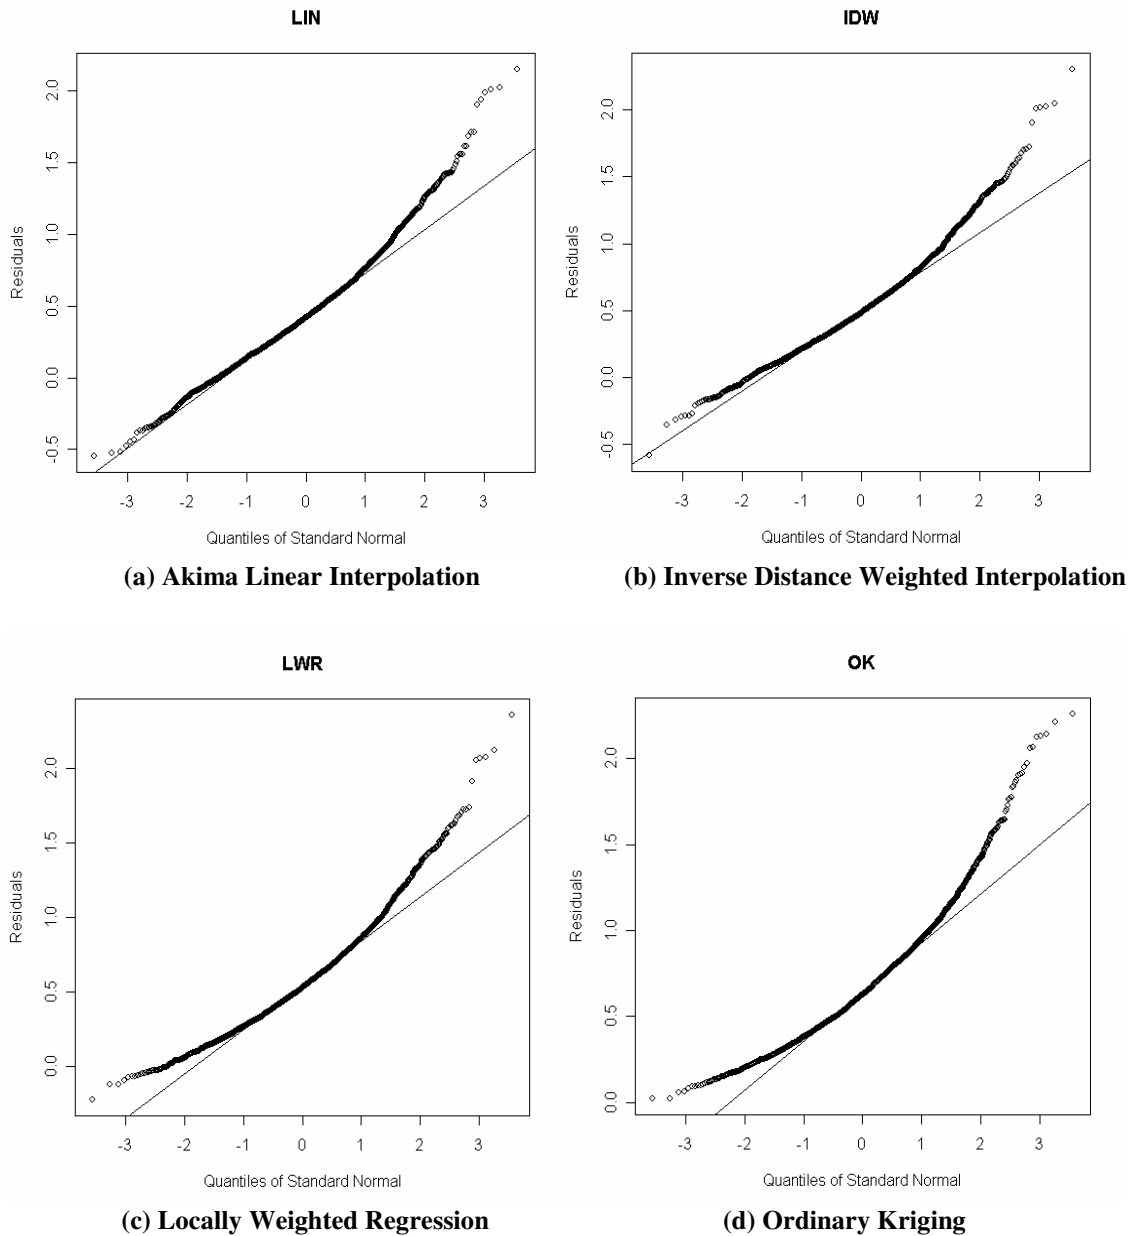 LIN
IDW
Residuals
2.0
1.5
1.0
0.5
0.0
-0.5
-3 -2 -1 0 1 2 3
Quantiles of Standard Normal
Residuals
2.0
1.5
1.0
0.5
0.0
-0.5
-3 -2 -1 0 1 2 3
Quantiles of Standard Normal
(a) Akima Linear Interpolation
(b) Inverse Distance Weighted Interpolation
LWR
OK
Residuals
2.0
1.5
1.0
0.5
0.0
-3 -2 -1 0 1 2 3
Quantiles of Standard Normal
Residuals
2.0
1.5
1.0
0.5
0.0
-3 -2 -1 0 1 2 3
Quantiles of Standard Normal
(c) Locally Weighted Regression
(d) Ordinary Kriging